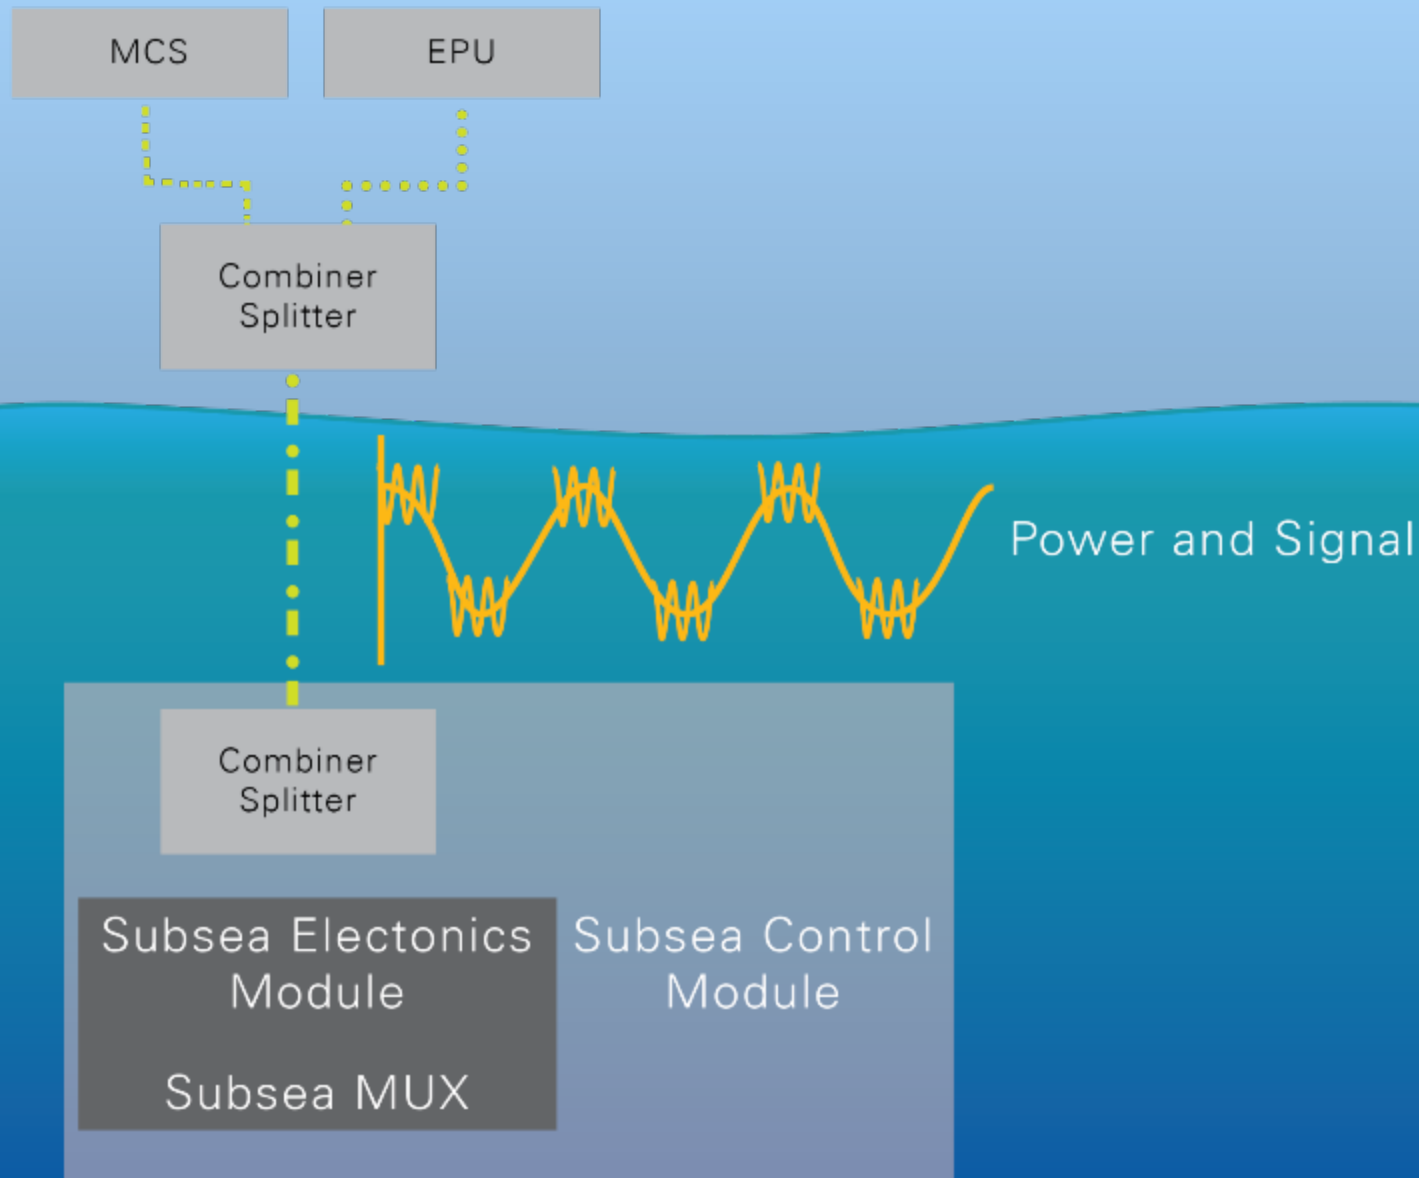 MCS
EPU
Combiner
Splitter
Power and Signal
Combiner
Splitter
Subsea Electonics
Module
Subsea MUX
Subsea Control
Module